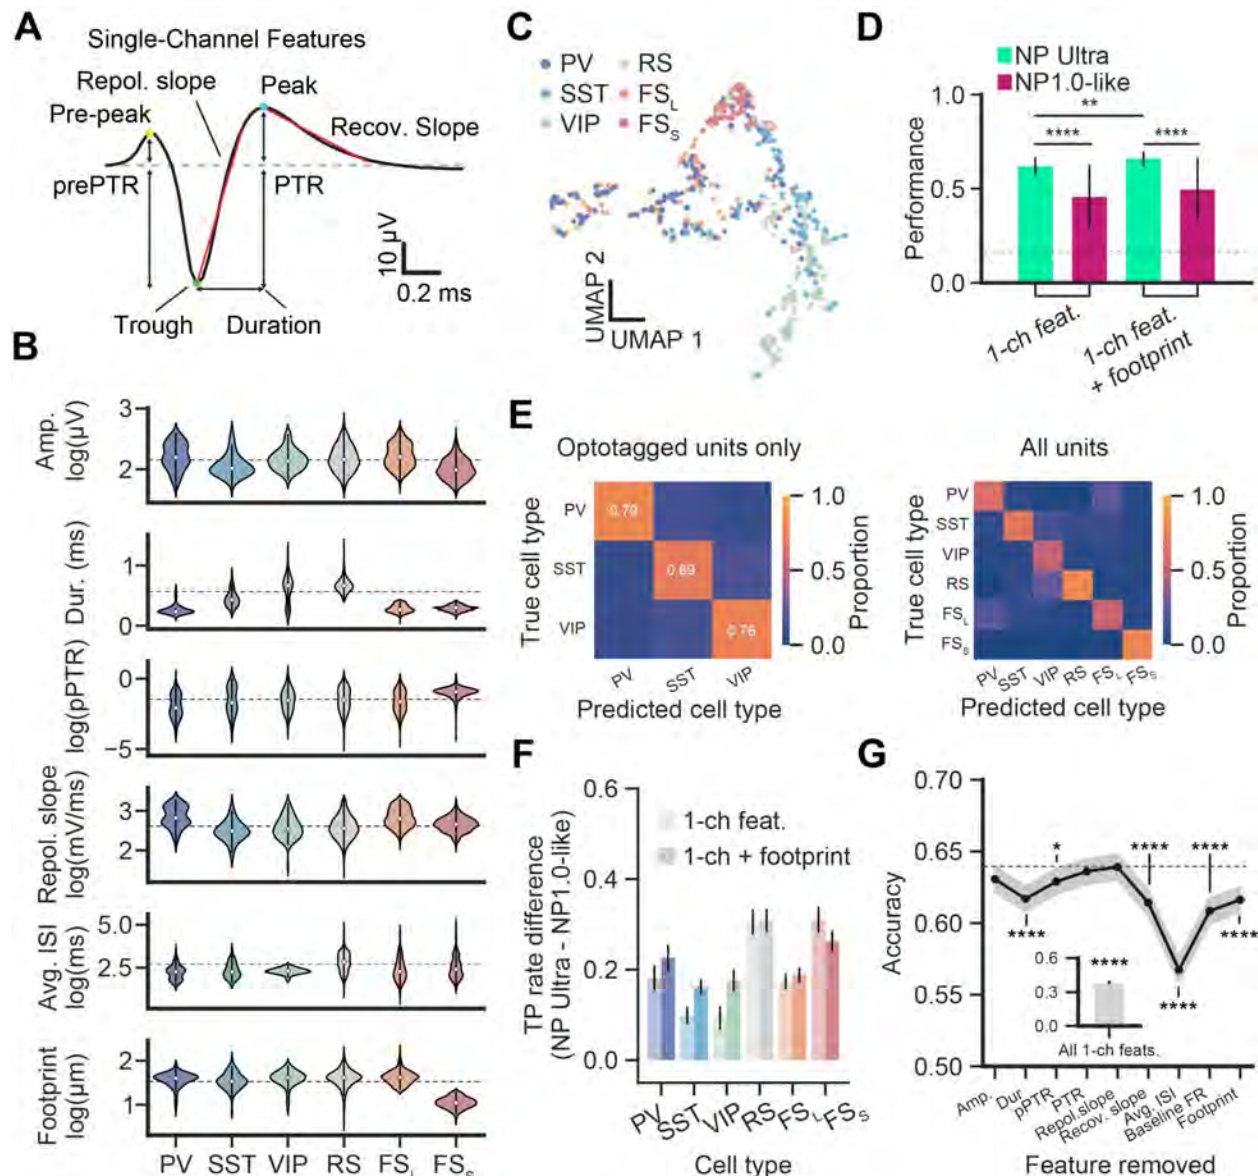 A
Single-Channel Features
Repol. slope
Peak
Pre-peak
Recov. Slope
prePTR
PTR
10 µV
0.2 ms
Trough
Duration
B
Amp.
log(µV)
3
2
Dur. (ms)
1
0
log(pPTR)
0
−5
Repol. slope
log(mV/ms)
3
2
Avg. ISI
log(ms)
5.0
2.5
Footprint
log(µm)
2
1
PV SST VIP RS FSL FSS
C
PV RS
SST FSL
VIP FSS
UMAP 2
UMAP 1
D
NP Ultra
NP1.0-like
Performance
1.0
0.5
0.0
**
**** ****
1-ch feat.
1-ch feat.
+ footprint
E
Optotagged units only
True cell type
PV
SST
VIP
0.79
0.89
0.76
PV SST VIP
Predicted cell type
1.0
0.5
0.0
Proportion
All units
True cell type
PV
SST
VIP
RS
FSL
FSS
PV SST VIP RS FSL FSS
Predicted cell type
1.0
0.5
0.0
Proportion
F
TP rate difference
(NP Ultra - NP1.0-like)
0.6
0.4
0.2
0.0
1-ch feat.
1-ch + footprint
PV SST VIP RS FSL FSS
Cell type
G
Accuracy
0.70
0.65
0.60
0.55
0.50
* **** ****
**** ****
****
0.6
0.3
0.0
****
All 1-ch feats.
Amp. Dur pPTR PTR Repol.slope Recov. slope Avg. ISI Baseline FR Footprint
Feature removed